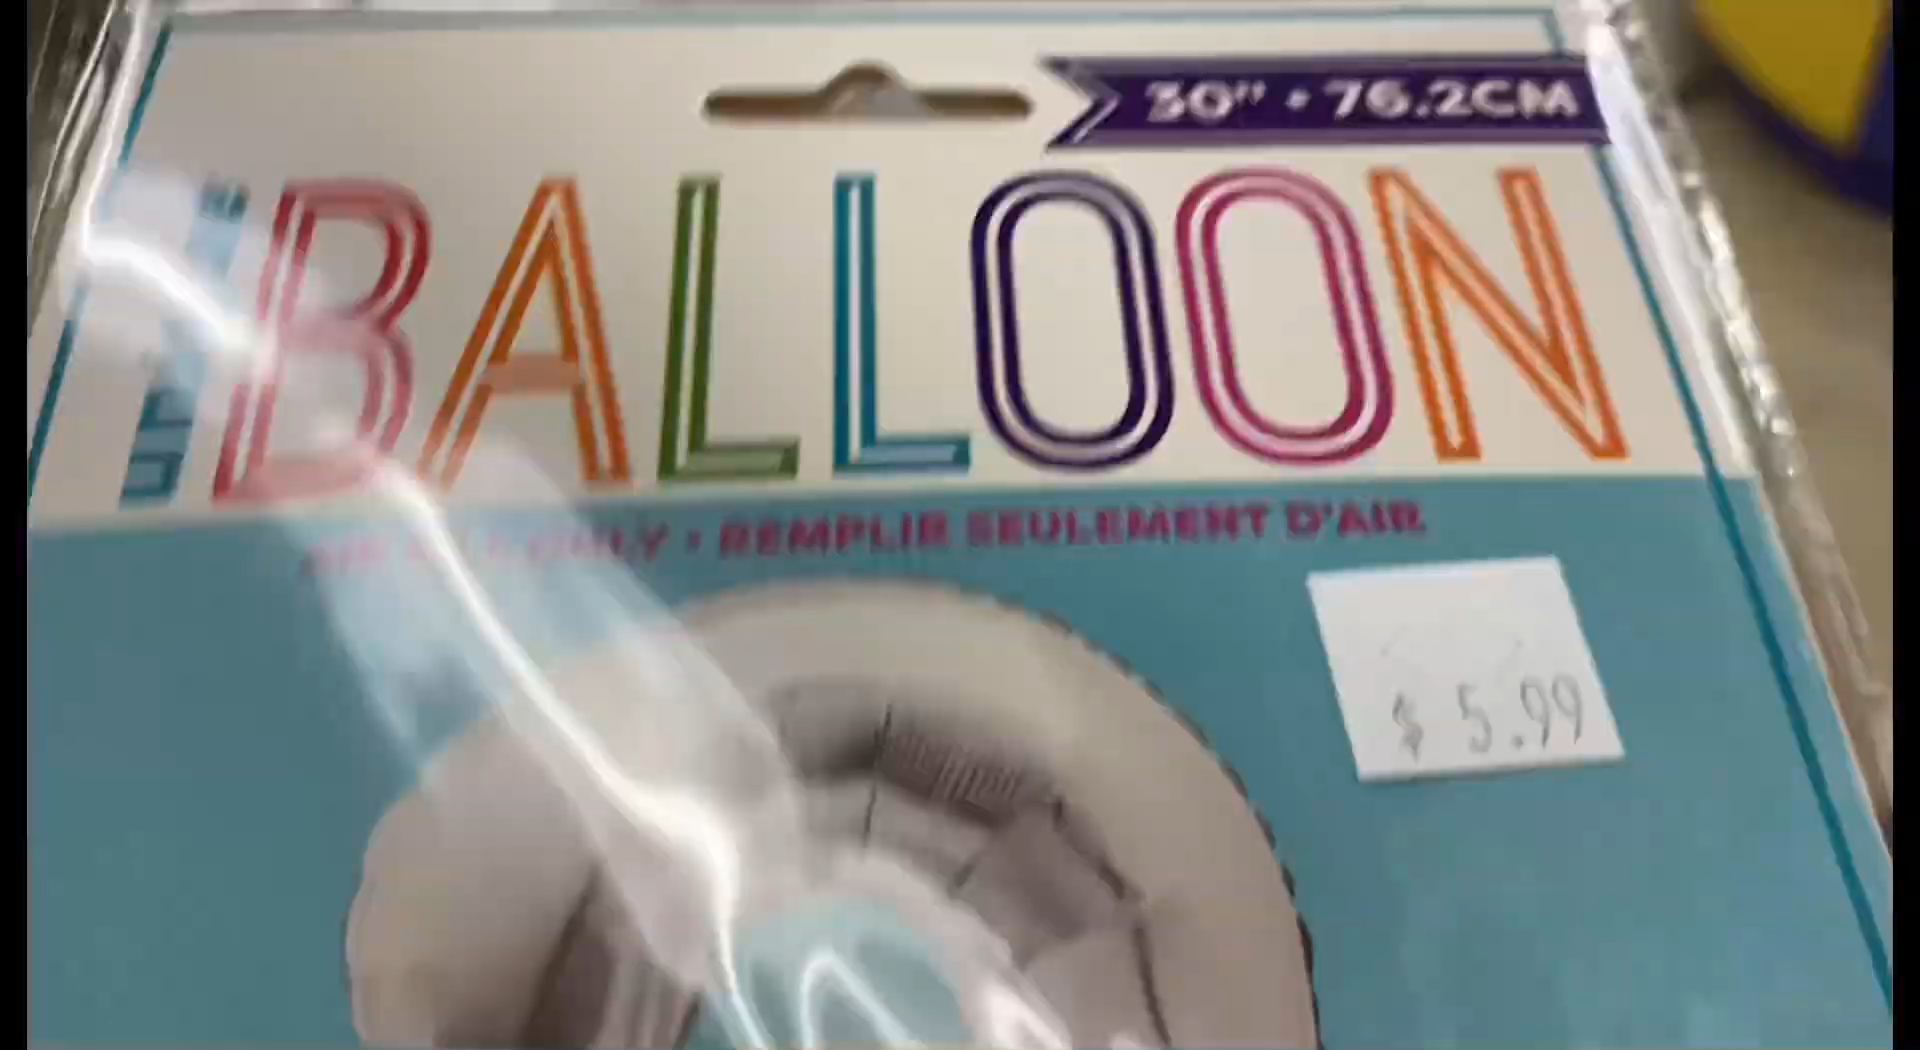 30" • 76.2CM
BALLOON
AIR FILL ONLY • REMPLIR SEULEMENT D'AIR
$ 5.99